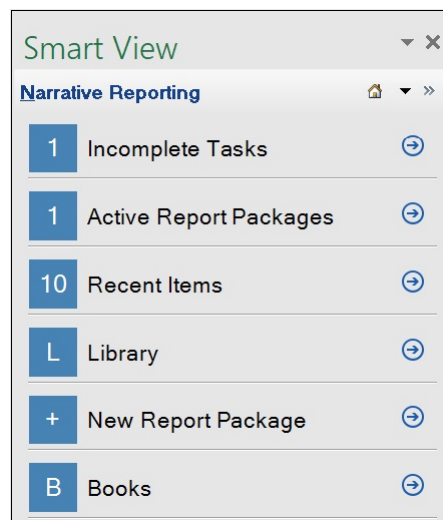 Smart View
Narrative Reporting
1 Incomplete Tasks
1 Active Report Packages
10 Recent Items
L Library
+ New Report Package
B Books